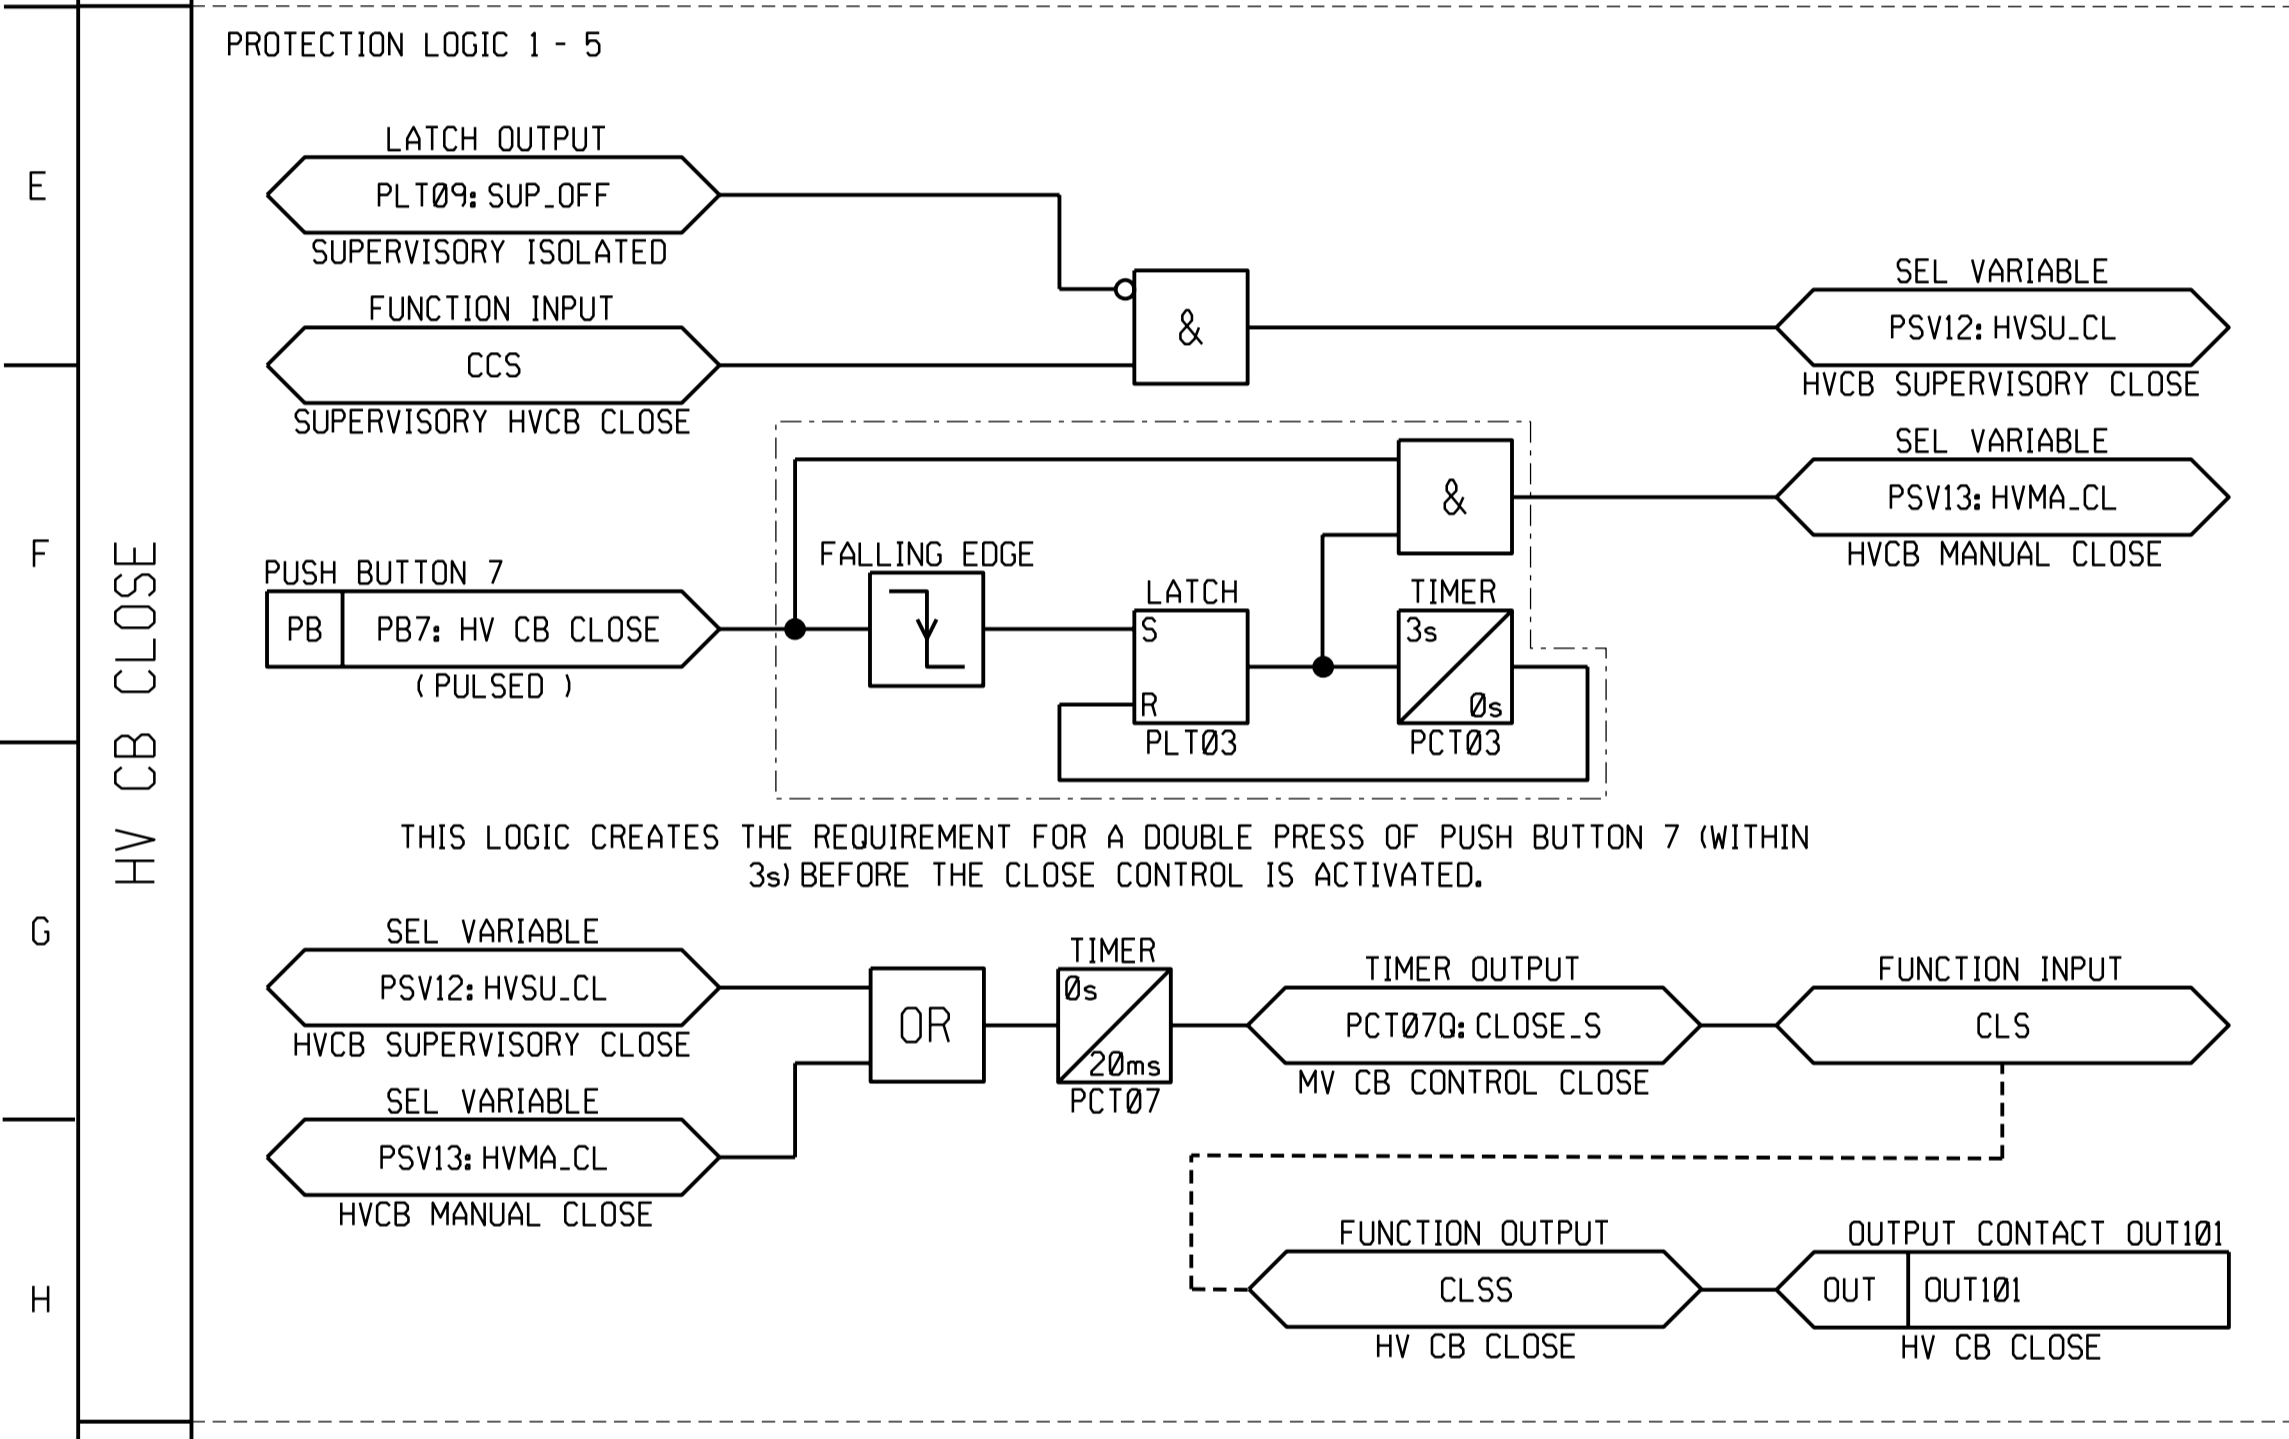 PROTECTION LOGIC 1 - 5
LATCH OUTPUT
PLT09: SUP_OFF
SUPERVISORY ISOLATED
FUNCTION INPUT
CCS
SUPERVISORY HVCB CLOSE
&
SEL VARIABLE
PSV12: HVSU_CL
HVCB SUPERVISORY CLOSE
SEL VARIABLE
PSV13: HVMA_CL
HVCB MANUAL CLOSE
&
PUSH BUTTON 7
PB PB7: HV CB CLOSE
( PULSED )
FALLING EDGE
LATCH
S
R
PLT03
TIMER
3s
0s
PCT03
THIS LOGIC CREATES THE REQUIREMENT FOR A DOUBLE PRESS OF PUSH BUTTON 7 (WITHIN
3s) BEFORE THE CLOSE CONTROL IS ACTIVATED.
SEL VARIABLE
PSV12: HVSU_CL
HVCB SUPERVISORY CLOSE
SEL VARIABLE
PSV13: HVMA_CL
HVCB MANUAL CLOSE
OR
TIMER
0s
20ms
PCT07
TIMER OUTPUT
PCT07Q: CLOSE_S
MV CB CONTROL CLOSE
FUNCTION INPUT
CLS
FUNCTION OUTPUT
CLSS
HV CB CLOSE
OUTPUT CONTACT OUT101
OUT OUT101
HV CB CLOSE
HV CB CLOSE
E
F
G
H